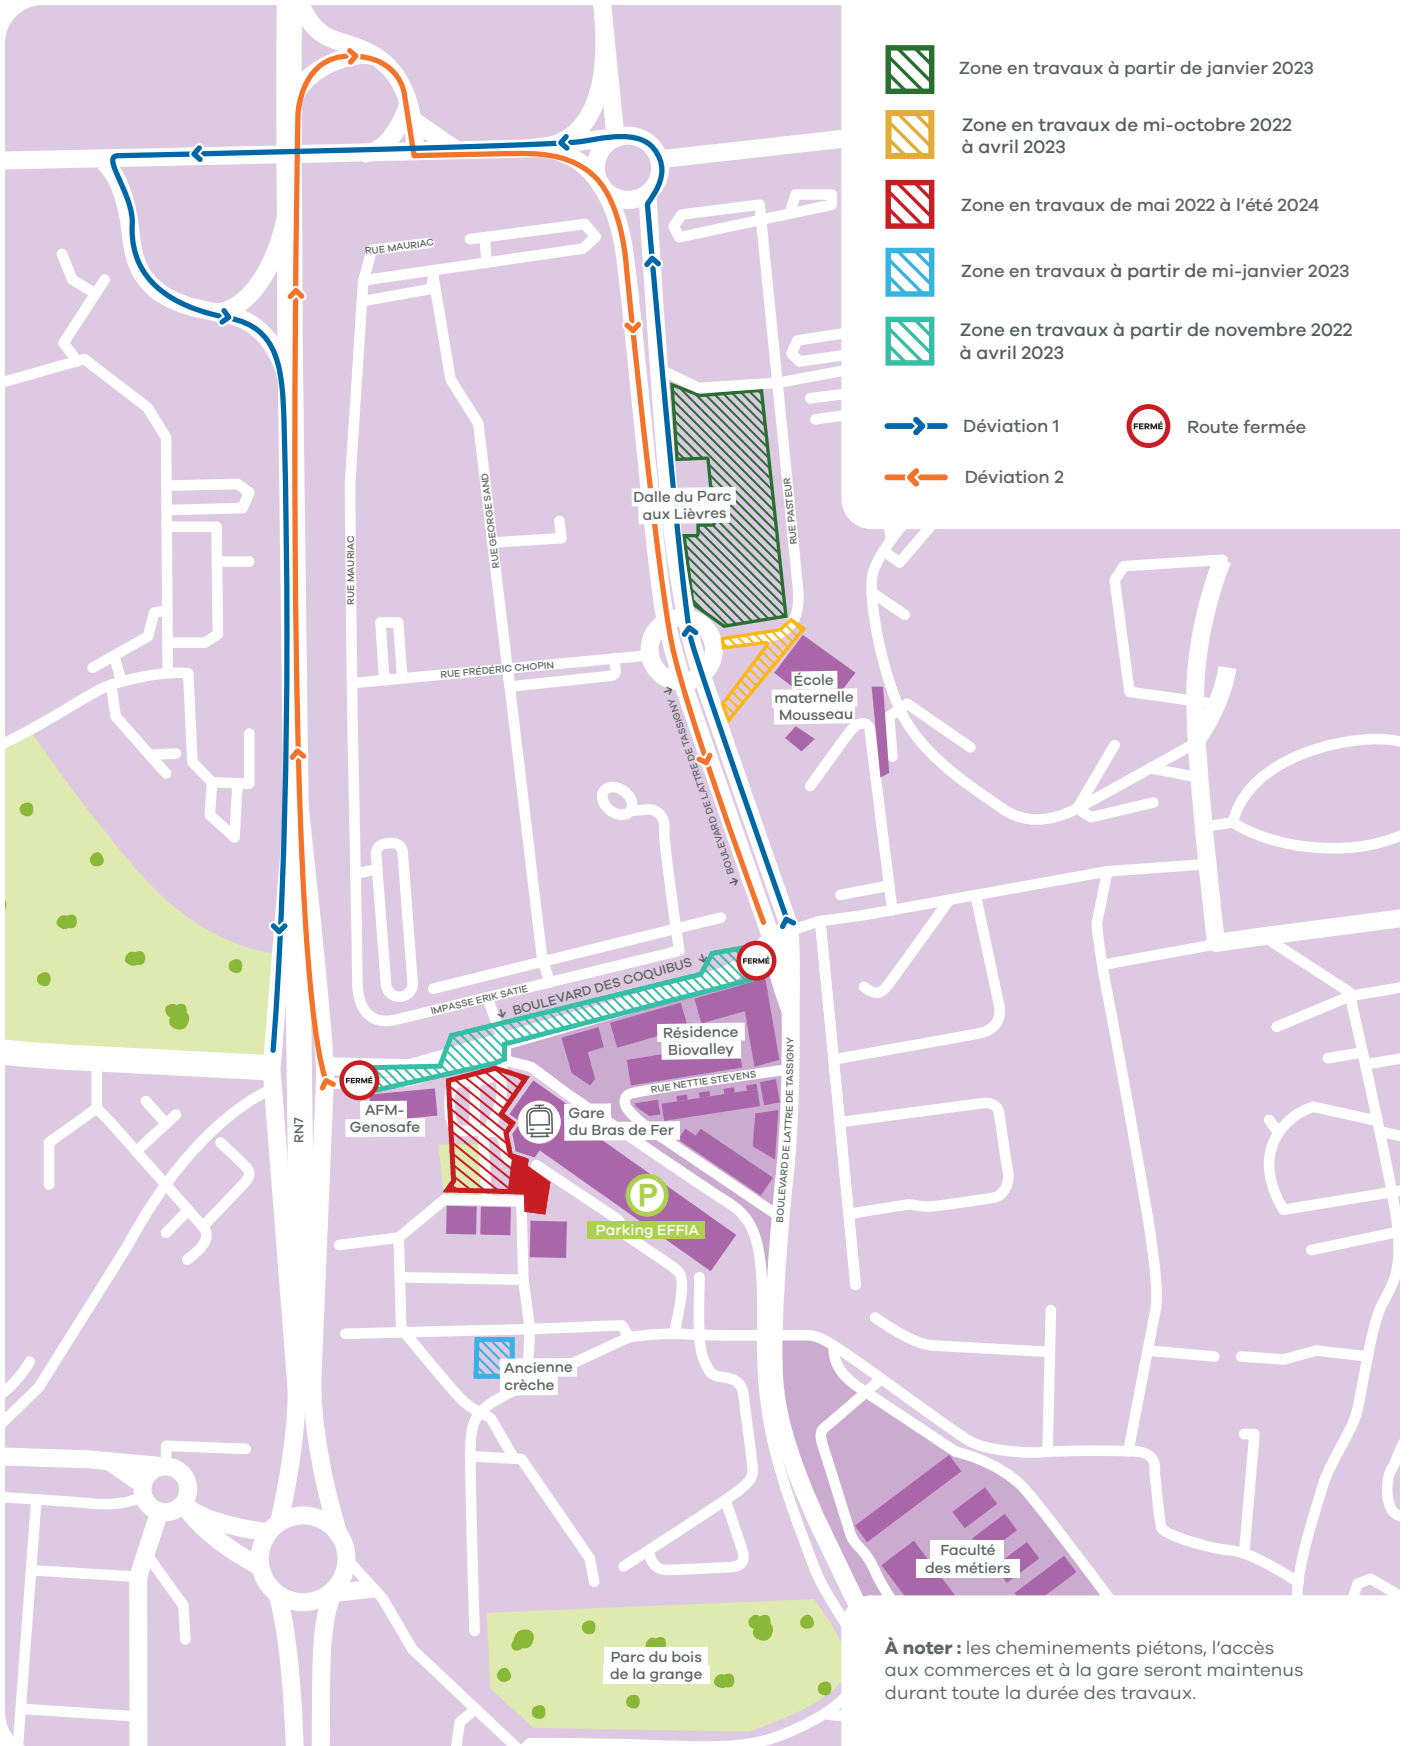 Zone en travaux à partir de janvier 2023
Zone en travaux de mi-octobre 2022
à avril 2023
Zone en travaux de mai 2022 à l’été 2024
Zone en travaux à partir de mi-janvier 2023
Zone en travaux à partir de novembre 2022
à avril 2023
Déviation 1
FERMÉ
Route fermée
Déviation 2
RUE MAURIAC
RUE GEORGE SAND
RUE MAURIAC
Dalle du Parc
aux Lièvres
RUE PASTEUR
RUE FRÉDÉRIC CHOPIN
École
maternelle
Mousseau
BOULEVARD DE LATTRE DE TASSIGNY
FERMÉ
BOULEVARD DES COQUIBUS
IMPASSE ERIK SATIE
Résidence
Biovalley
RUE NETTIE STEVENS
BOULEVARD DE LATTRE DE TASSIGNY
FERMÉ
AFM-
Genosafe
RN7
Gare
du Bras de Fer
P
Parking EFFIA
Ancienne
crèche
Faculté
des métiers
Parc du bois
de la grange
À noter : les cheminements piétons, l’accès
aux commerces et à la gare seront maintenus
durant toute la durée des travaux.